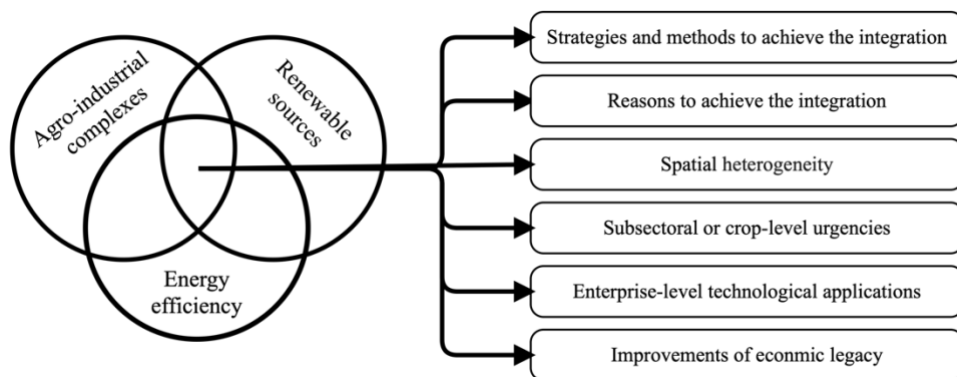 Agro-industrial
complexes
Renewable
sources
Energy
efficiency
Strategies and methods to achieve the integration
Reasons to achieve the integration
Spatial heterogeneity
Subsectoral or crop-level urgencies
Enterprise-level technological applications
Improvements of econmic legacy